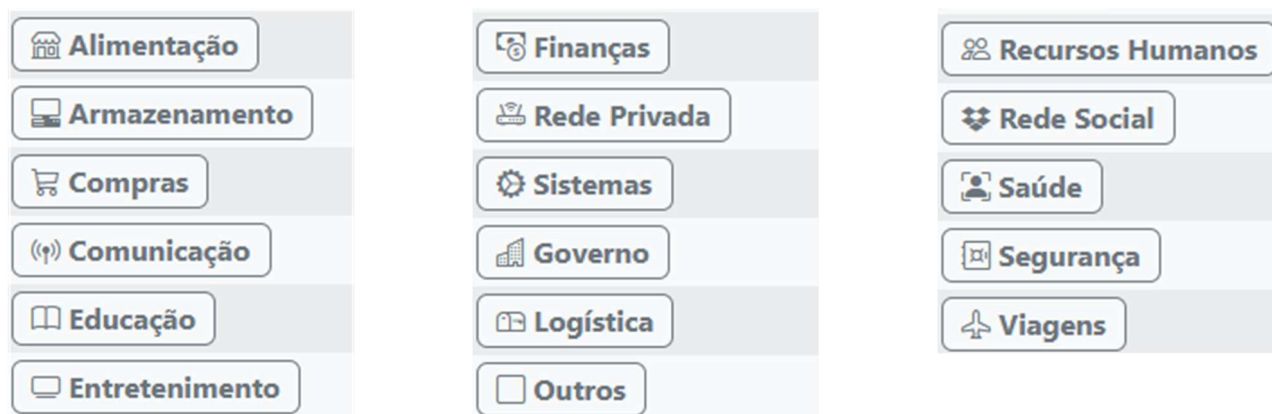 Alimentação
Armazenamento
Compras
Comunicação
Educação
Entretenimento
Finanças
Rede Privada
Sistemas
Governo
Logística
Outros
Recursos Humanos
Rede Social
Saúde
Segurança
Viagens